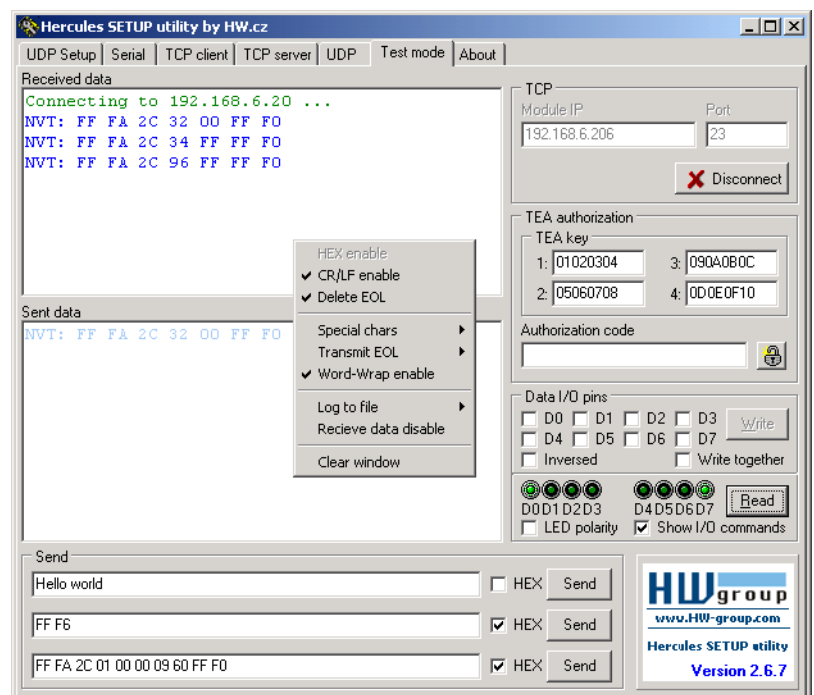 Hercules SETUP utility by HW.cz
UDP Setup Serial TCP client TCP server UDP Test mode About
Received data
Connecting to 192.168.6.20 ...
NVT: FF FA 2C 32 00 FF F0
NVT: FF FA 2C 34 FF FF F0
NVT: FF FA 2C 96 FF FF F0
HEX enable
CR/LF enable
Delete EOL
Special chars
Transmit EOL
Word-Wrap enable
Log to file
Recieve data disable
Clear window
Sent data
NVT: FF FA 2C 32 00 FF F0
TCP
Module IP Port
192.168.6.206 23
Disconnect
TEA authorization
TEA key
1: 01020304 3: 090A0B0C
2: 05060708 4: 0D0E0F10
Authorization code
Data I/O pins
D0 D1 D2 D3 Write
D4 D5 D6 D7
Inversed Write together
D0D1D2D3 D4D5D6D7 Read
LED polarity Show I/O commands
Send
Hello world HEX Send
FF F6 HEX Send
FF FA 2C 01 00 00 09 60 FF F0 HEX Send
HWgroup
www.HW-group.com
Hercules SETUP utility
Version 2.6.7